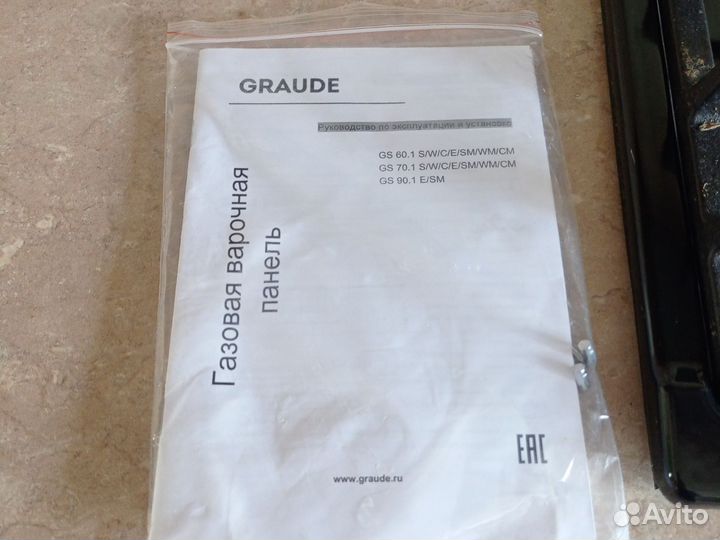 GRAUDE
Руководство по эксплуатации и установке
GS 60.1 S/W/C/E/SM/WM/CM
GS 70.1 S/W/C/E/SM/WM/CM
GS 90.1 E/SM
Газовая варочная
панель
EAC
www.graude.ru
Avito